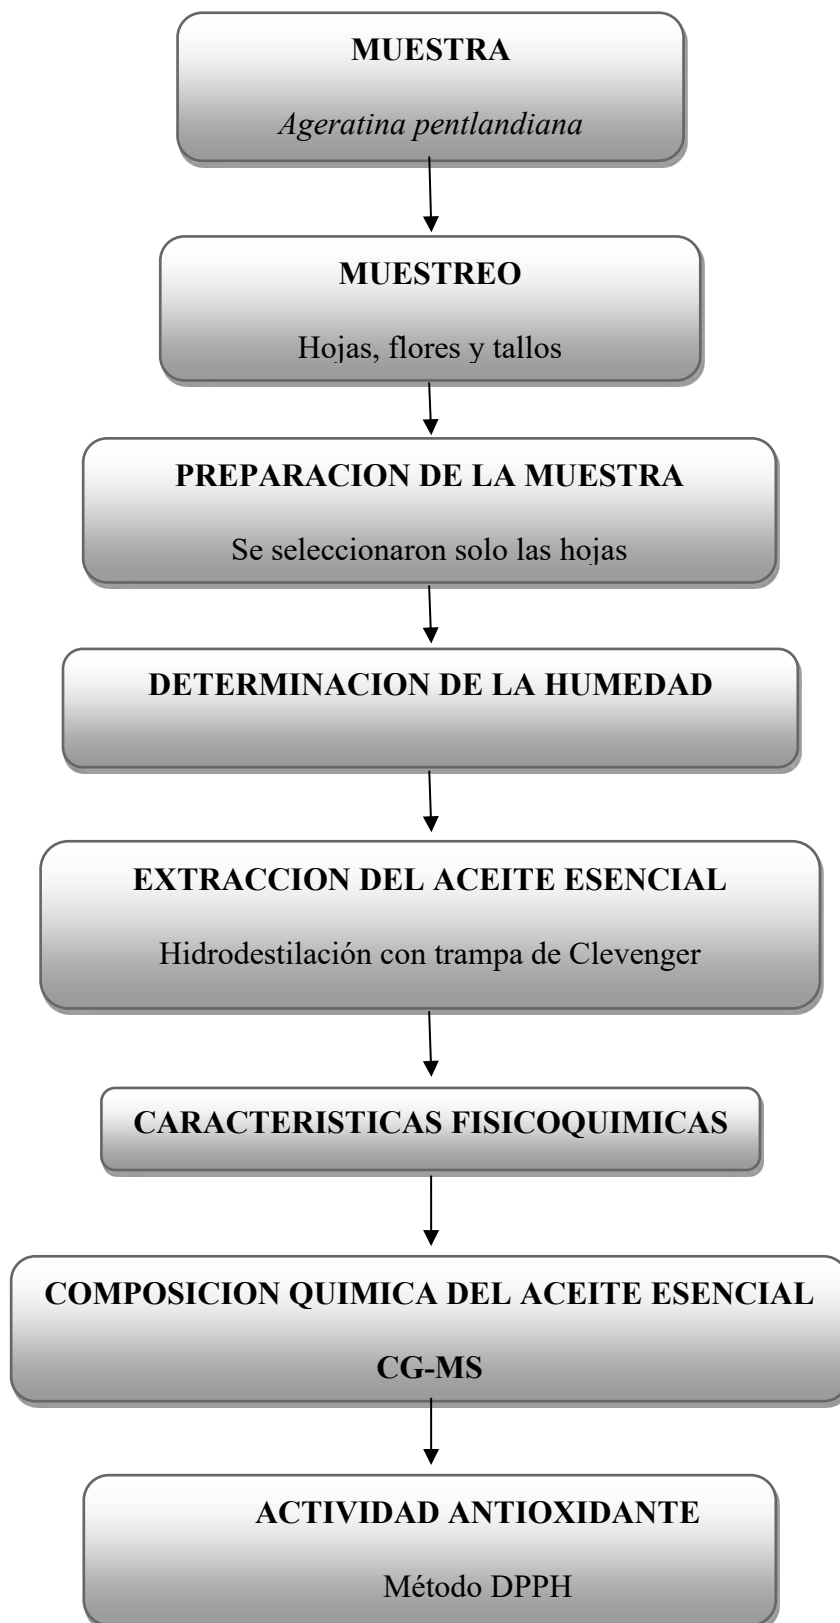 MUESTRA
Ageratina pentlandiana
MUESTREO
Hojas, flores y tallos
PREPARACION DE LA MUESTRA
Se seleccionaron solo las hojas
DETERMINACION DE LA HUMEDAD
EXTRACCION DEL ACEITE ESENCIAL
Hidrodestilación con trampa de Clevenger
CARACTERISTICAS FISICOQUIMICAS
COMPOSICION QUIMICA DEL ACEITE ESENCIAL
CG-MS
ACTIVIDAD ANTIOXIDANTE
Método DPPH